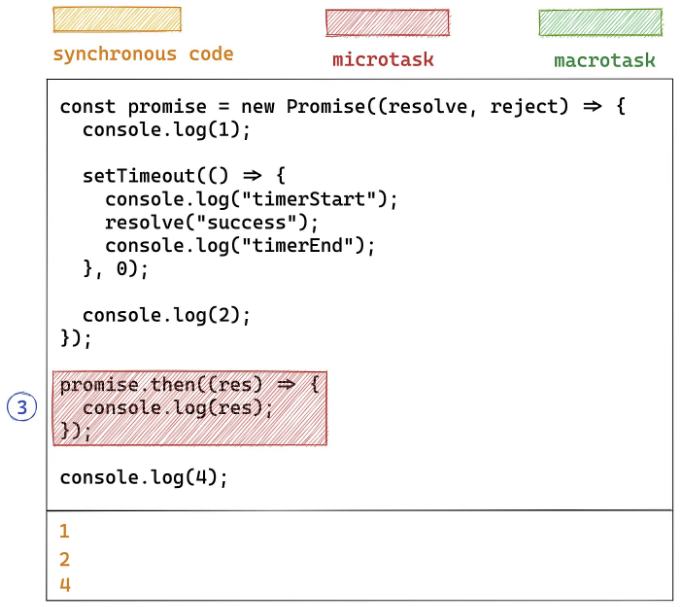 synchronous code
microtask
macrotask
const promise = new Promise((resolve, reject) => {
  console.log(1);
  setTimeout(() => {
    console.log("timerStart");
    resolve("success");
    console.log("timerEnd");
  }, 0);
  console.log(2);
});
3
promise.then((res) => {
  console.log(res);
});
console.log(4);
1
2
4